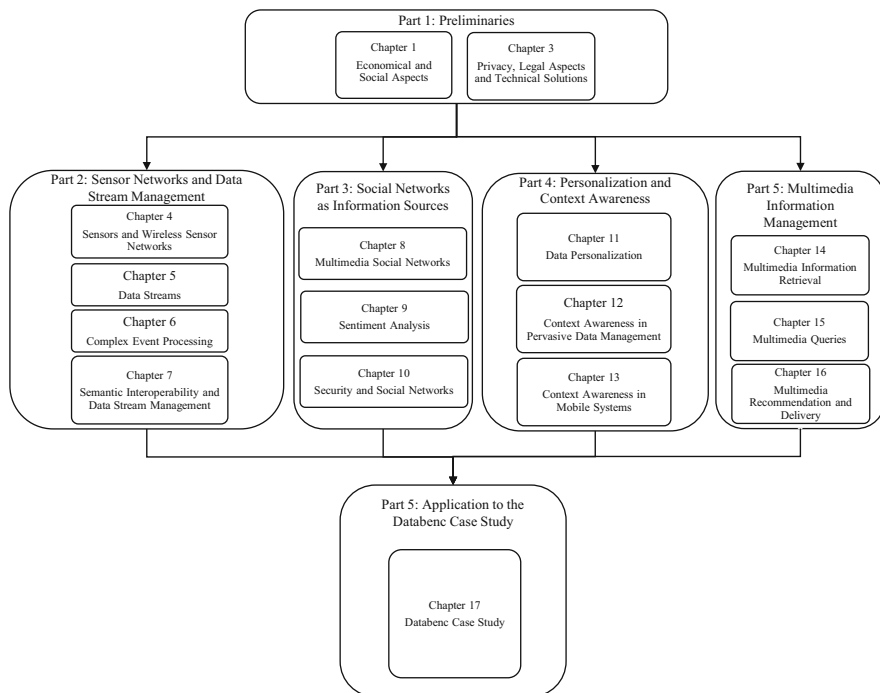 Part 1: Preliminaries
Chapter 1
Economical
and Social Aspects
Chapter 3
Privacy, Legal Aspects
and Technical Solutions
Part 2: Sensor Networks and Data
Stream Management
Chapter 4
Sensors and Wireless Sensor
Networks
Chapter 5
Data Streams
Chapter 6
Complex Event Processing
Chapter 7
Semantic Interoperability and
Data Stream Management
Part 3: Social Networks
as Information Sources
Chapter 8
Multimedia Social Networks
Chapter 9
Sentiment Analysis
Chapter 10
Security and Social Networks
Part 4: Personalization and
Context Awareness
Chapter 11
Data Personalization
Chapter 12
Context Awareness in
Pervasive Data Management
Chapter 13
Context Awareness in
Mobile Systems
Part 5: Multimedia
Information
Management
Chapter 14
Multimedia Information
Retrieval
Chapter 15
Multimedia Queries
Chapter 16
Multimedia
Recommendation and
Delivery
Part 5: Application to the
Databenc Case Study
Chapter 17
Databenc Case Study